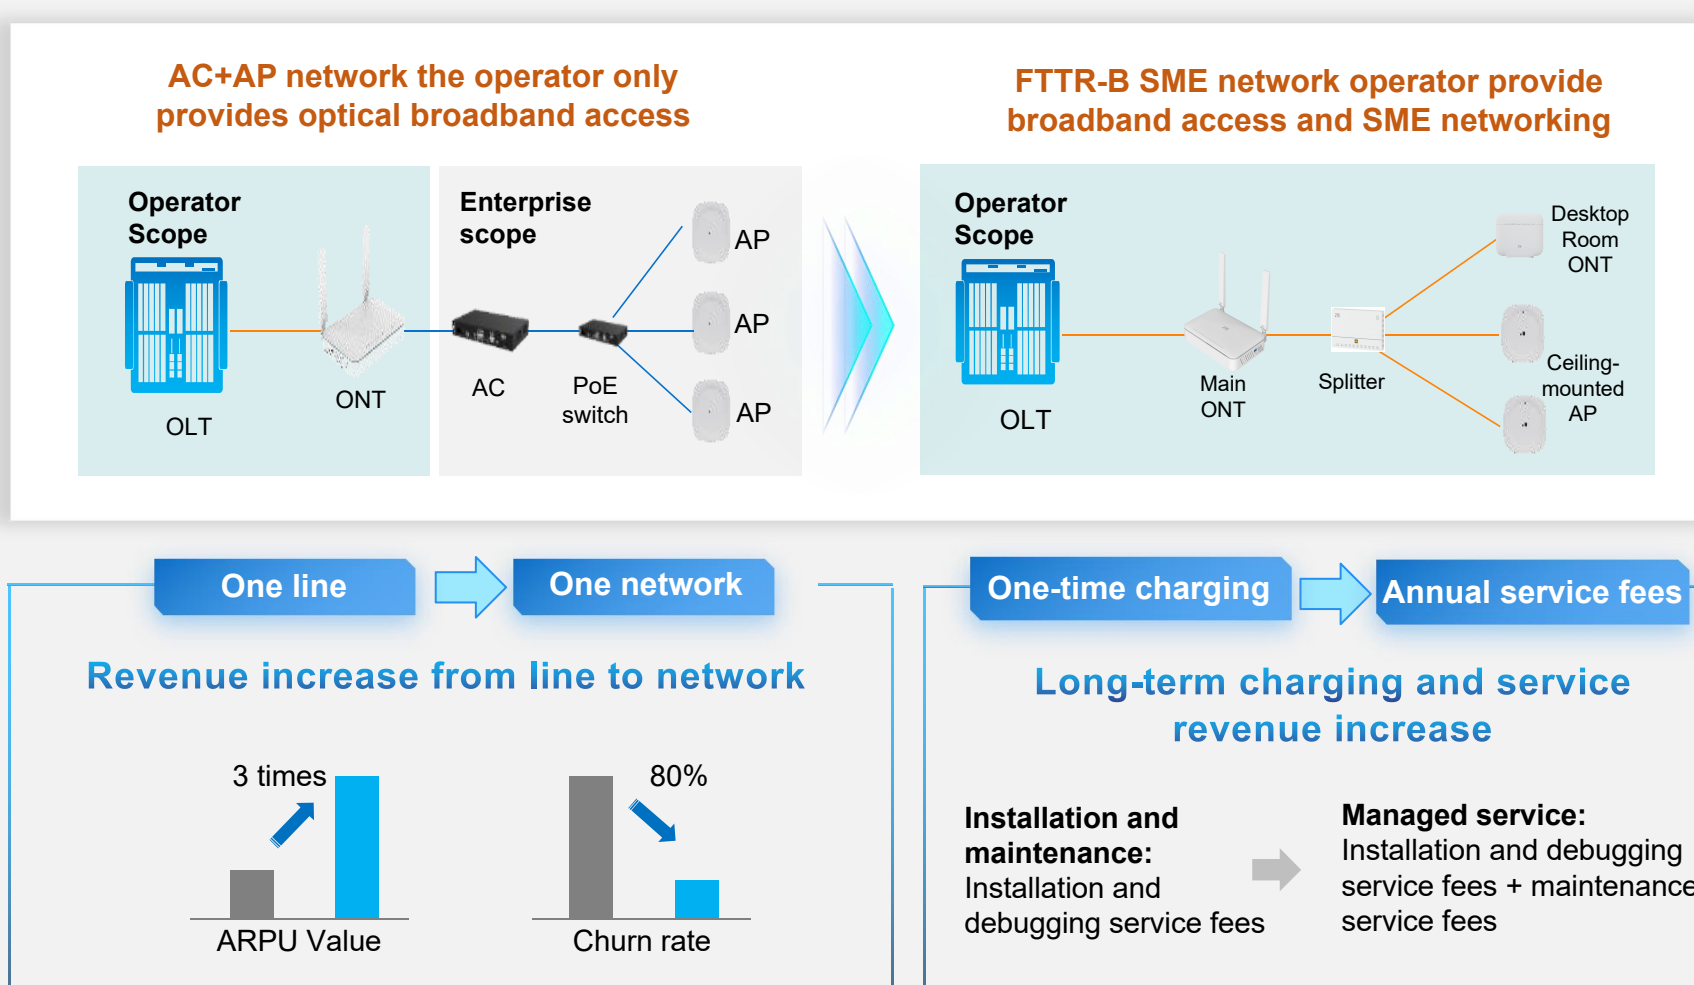 AC+AP network the operator only
provides optical broadband access
Operator
Scope
OLT
ONT
Enterprise
scope
AC
PoE
switch
AP
AP
AP
FTTR-B SME network operator provide
broadband access and SME networking
Operator
Scope
OLT
Main
ONT
Splitter
Desktop
Room
ONT
Ceiling-
mounted
AP
One line
One network
Revenue increase from line to network
3 times
ARPU Value
80%
Churn rate
One-time charging
Annual service fees
Long-term charging and service
revenue increase
Installation and
maintenance:
Installation and
debugging service fees
Managed service:
Installation and debugging
service fees + maintenance
service fees